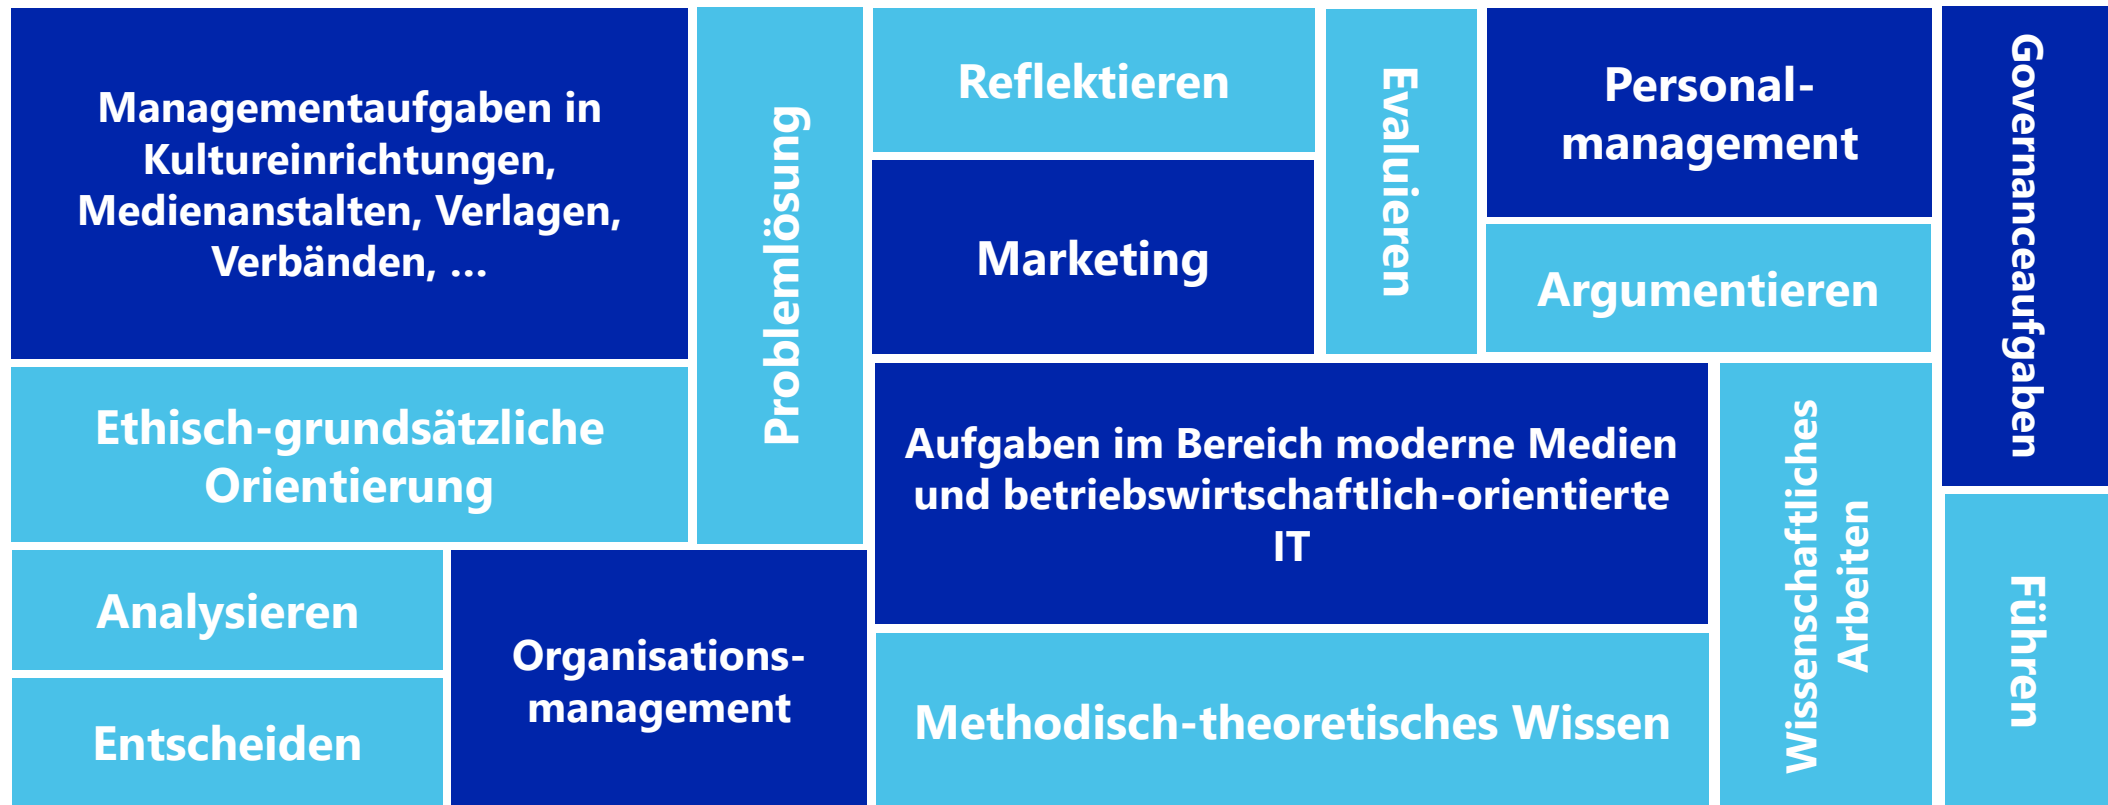 Managementaufgaben in
Kultureinrichtungen,
Medienanstalten, Verlagen,
Verbänden, ...
Problemlösung
Reflektieren
Marketing
Evaluieren
Personal-
management
Argumentieren
Governanceaufgaben
Ethisch-grundsätzliche
Orientierung
Aufgaben im Bereich moderne Medien
und betriebswirtschaftlich-orientierte
IT
Wissenschaftliches
Arbeiten
Führen
Analysieren
Entscheiden
Organisations-
management
Methodisch-theoretisches Wissen